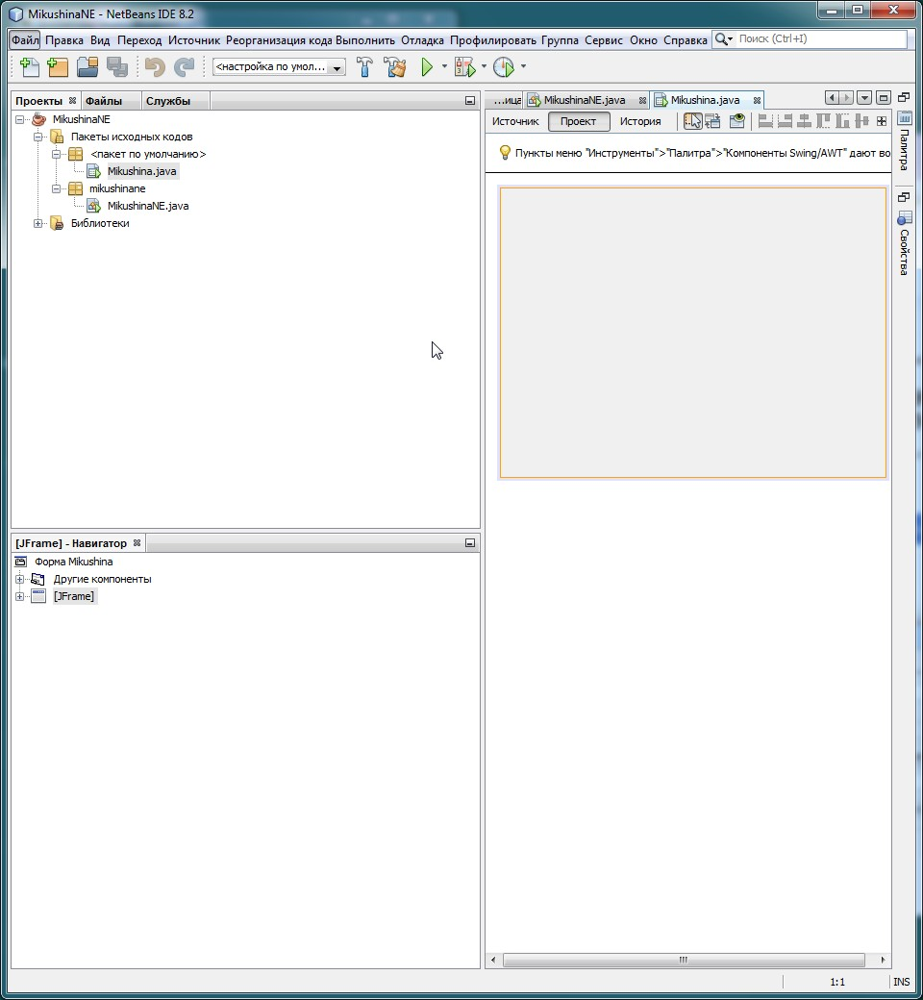 MikushinaNE - NetBeans IDE 8.2
Файл Правка Вид Переход Источник Реорганизация кода Выполнить Отладка Профилировать Группа Сервис Окно Справка Поиск (Ctrl+I)
<настройка по умол...
Проекты Файлы Службы
...ица MikushinaNE.java Mikushina.java
Источник Проект История
Пункты меню "Инструменты">"Палитра">"Компоненты Swing/AWT" дают во
MikushinaNE
Пакеты исходных кодов
<пакет по умолчанию>
Mikushina.java
mikushinane
MikushinaNE.java
Библиотеки
Палитра
Свойства
[JFrame] - Навигатор
Форма Mikushina
Другие компоненты
[JFrame]
1:1 INS